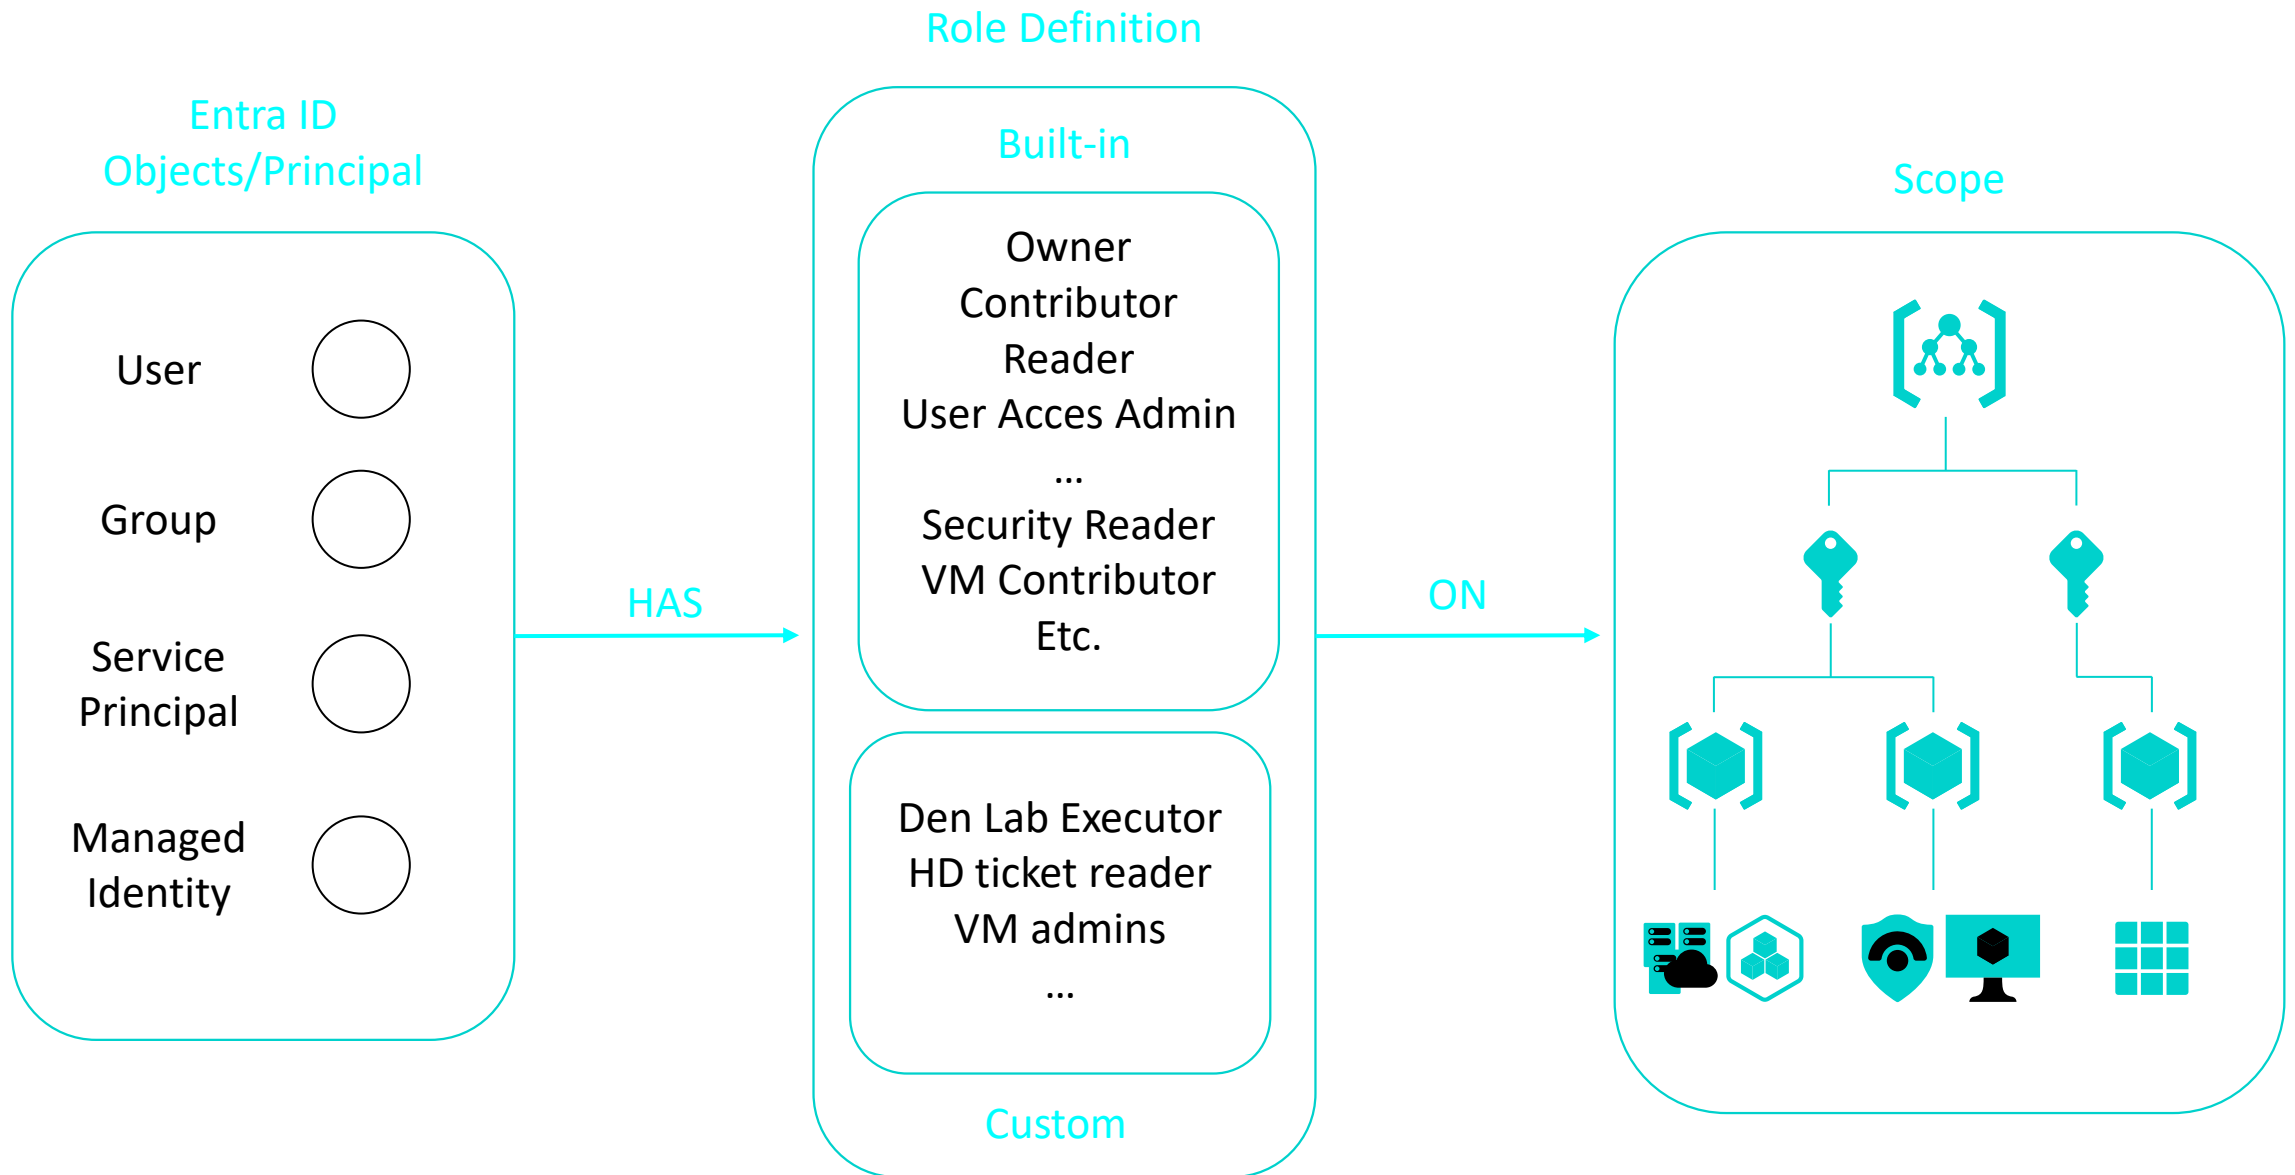 Role Definition
Entra ID
Objects/Principal
User
Group
Service
Principal
Managed
Identity
HAS
Built-in
Owner
Contributor
Reader
User Acces Admin
...
Security Reader
VM Contributor
Etc.
Den Lab Executor
HD ticket reader
VM admins
...
Custom
ON
Scope